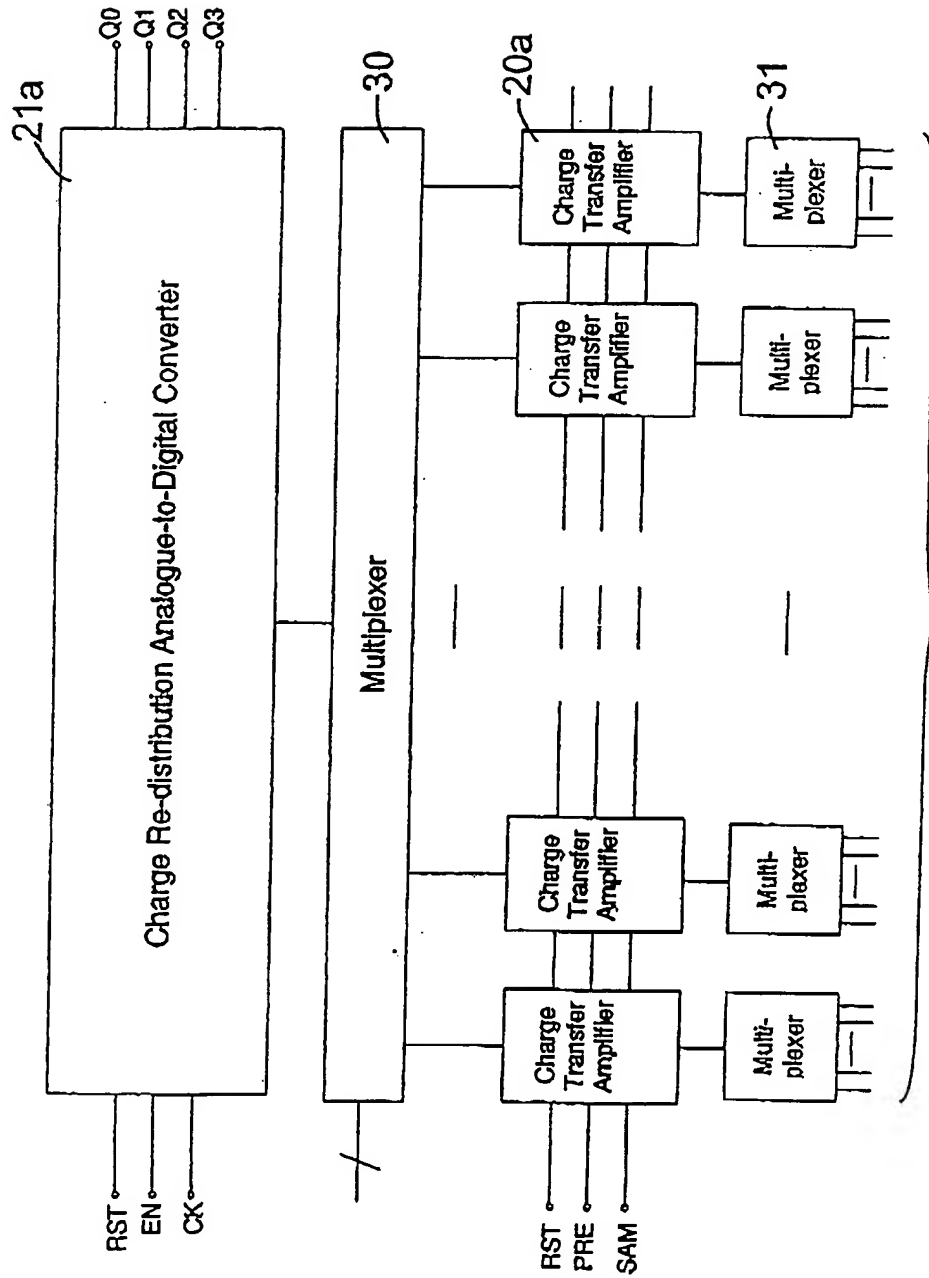 21a
RST
EN
CK
Charge Re-distribution Analogue-to-Digital Converter
Q0
Q1
Q2
Q3
30
Multiplexer
20a
RST
PRE
SAM
Charge
Transfer
Amplifier
Charge
Transfer
Amplifier
Charge
Transfer
Amplifier
Charge
Transfer
Amplifier
31
Multi-
plexer
Multi-
plexer
Multi-
plexer
Multi-
plexer